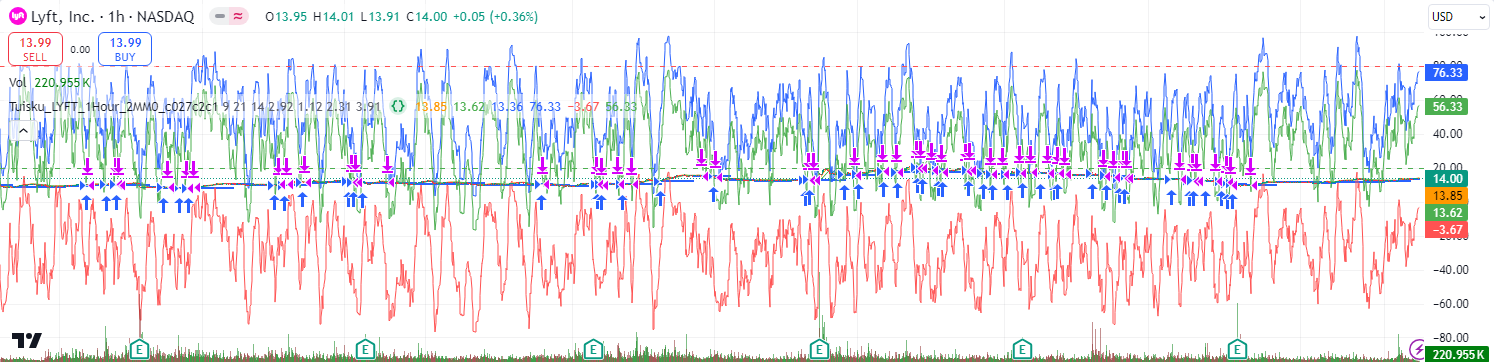 Lyft, Inc. · 1h · NASDAQ O13.95 H14.01 L13.91 C14.00 +0.05 (+0.36%)
USD
13.99 SELL
0.00
13.99 BUY
Vol 220.955K
Tuisku_LYFT_1Hour_2MM0_c027c2c1 9 21 14 2.92 1.12 2.31 3.91 {} 13.85 13.62 13.36 76.33 −3.67 56.33
80.00
76.33
56.33
40.00
20.00
14.00
13.85
13.62
−3.67
−20.00
−40.00
−60.00
−80.00
220.955K
E E E E E E